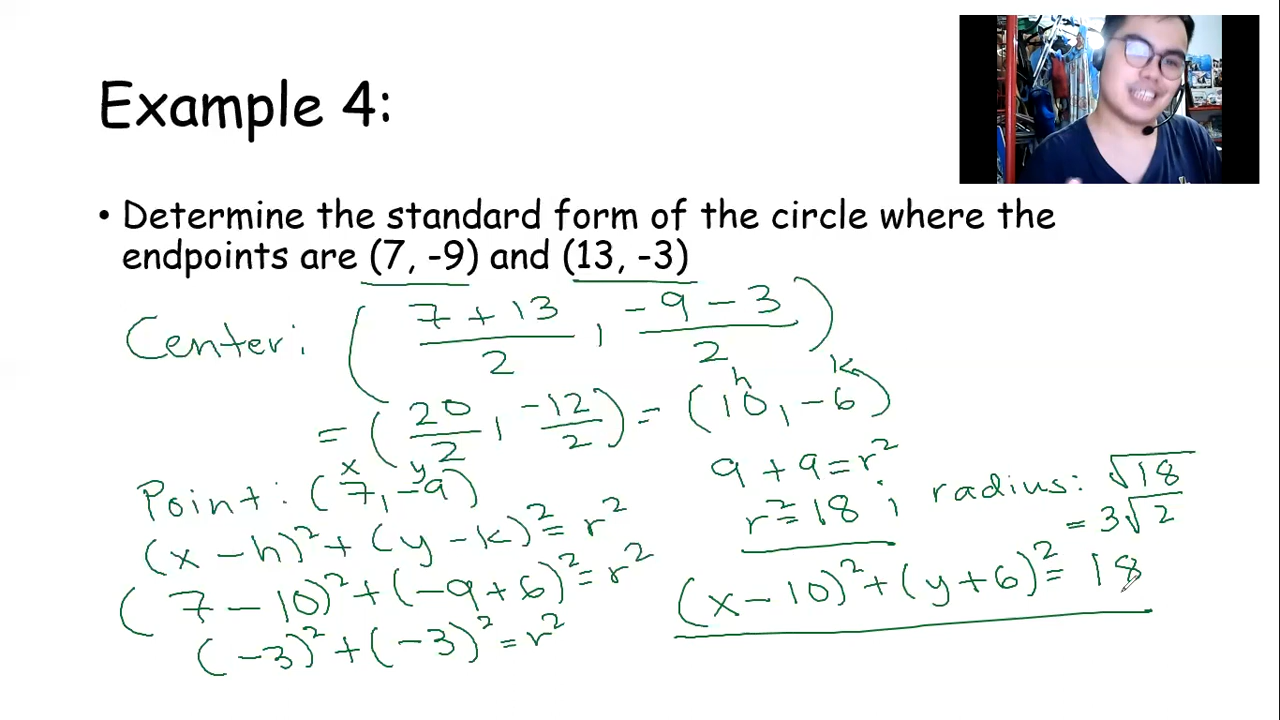 Example 4:
• Determine the standard form of the circle where the
endpoints are (7, -9) and (13, -3)
Center: ( (7 + 13)/2 , (-9 - 3)/2 )
= ( 20/2 , -12/2 ) = (10, -6)
h k
x y
Point: (7, -9)
(x - h)² + (y - k)² = r²
(7 - 10)² + (-9 + 6)² = r²
(-3)² + (-3)² = r²
9 + 9 = r²
r² = 18 ; radius: √18
= 3√2
(x - 10)² + (y + 6)² = 18